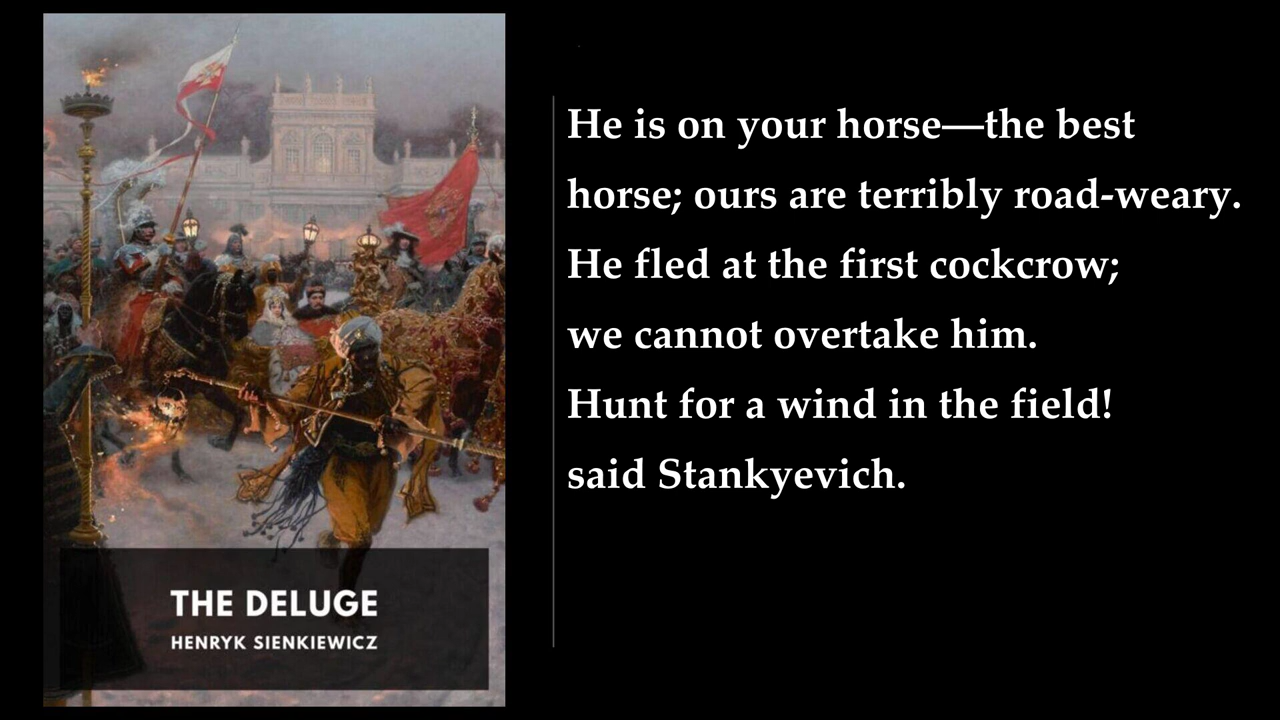 He is on your horse—the best
horse; ours are terribly road-weary.
He fled at the first cockcrow;
we cannot overtake him.
Hunt for a wind in the field!
said Stankyevich.
THE DELUGE
HENRYK SIENKIEWICZ